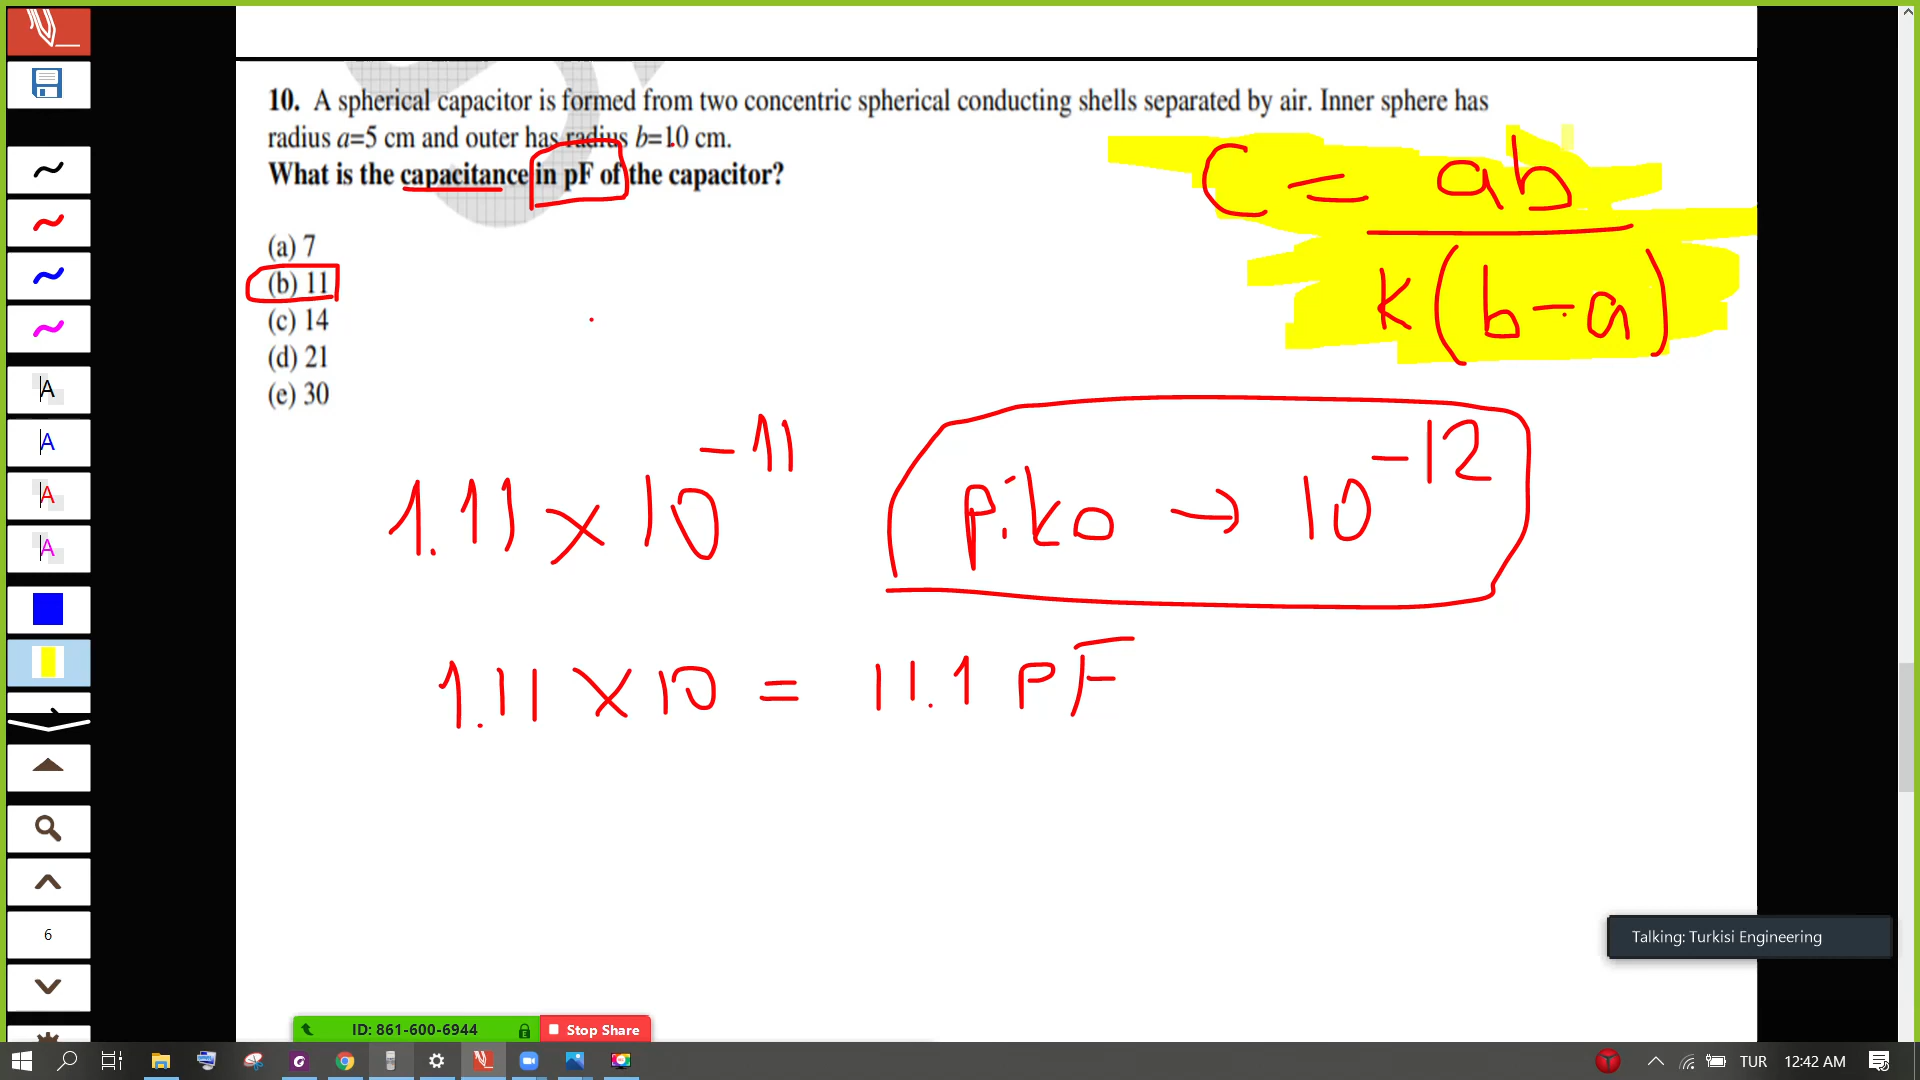 10. A spherical capacitor is formed from two concentric spherical conducting shells separated by air. Inner sphere has
radius a=5 cm and outer has radius b=10 cm.
What is the capacitance in pF of the capacitor?
C = ab
k(b-a)
(a) 7
(b) 11
(c) 14
(d) 21
(e) 30
1.11 x 10^-11
piko → 10^-12
1.11 x 10 = 11.1 pF
A
A
A
A
6
Talking: Turkisi Engineering
ID: 861-600-6944
Stop Share
TUR
12:42 AM